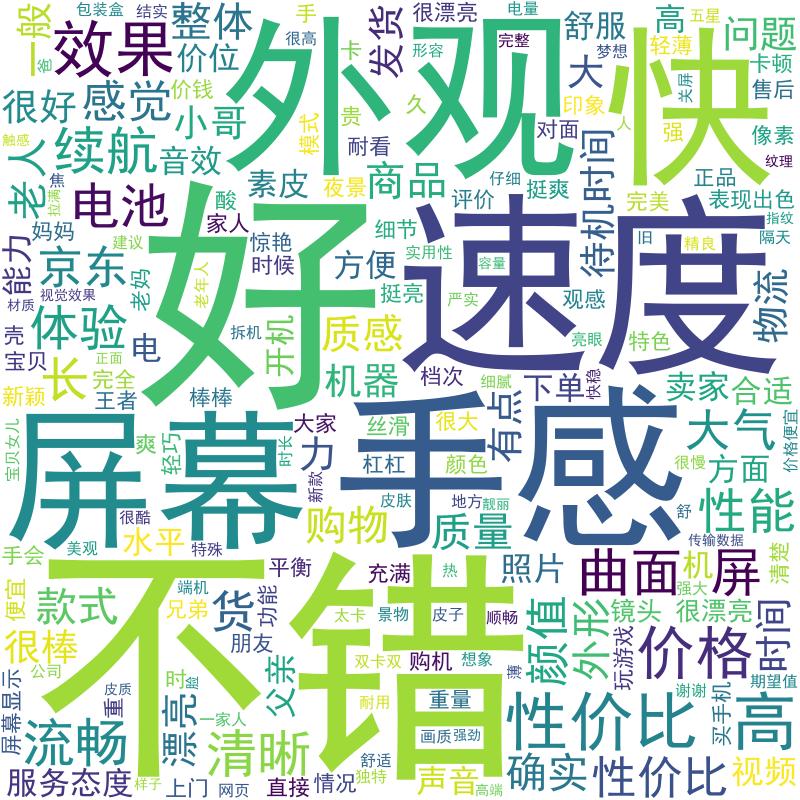 包装盒
结实
手
很高
很漂亮
电量
五星
一般
爸
效果
整体
价位
发货
卡
形容
完整
舒服
梦想
高
轻薄
问题
外观
快
很好
感觉
价钱
小哥
模式
贵
久
耐看
对面
大
印象
关屏
卡顿
售后
人
强
像素
触感
续航
音效
老人
焦
拉满
素皮
夜景
商品
仔细
挺爽
评价
待机时间
完美
正品
纹理
表现出色
指纹
电池
酸
家人
妈妈
惊艳
时候
细节
方便
实用性
容量
观感
旧
精良
隔天
能力
建议
京东
老妈
老年人
好
速度
挺亮
严实
材质
视觉效果
壳
体验
电
拆机
开机
质感
亮眼
特色
物流
宝贝
正面
长
完全
新颖
王者
棒棒
机器
档次
细腻
下单
快稳
卖家
合适
价格便宜
宝贝女儿
爽
轻巧
时长
大家
力
新款
丝滑
杠杠
很大
颜色
有点
大气
方面
很慢
屏幕
手感
很酷
皮肤
地方
靓丽
舒
性能
水平
特殊
购物
质量
传输数据
手会
美观
平衡
充满
热
照片
曲面
机
强大
屏
清楚
便宜
款式
端机
兄弟
货
功能
太卡
景物
皮子
顺畅
颜值
外形
镜头
很漂亮
不错
很棒
朋友
双卡双
购机
想象
薄
玩游戏
价格
时间
公司
皮质
时
父亲
一家人
耐用
重量
谢谢
期望值
屏幕显示
重
漂亮
清晰
画质
强劲
性价比
买手机
高
流畅
舒适
独特
声音
确实
性价比
视频
服务态度
样子
上门
网页
直接
情况
高端